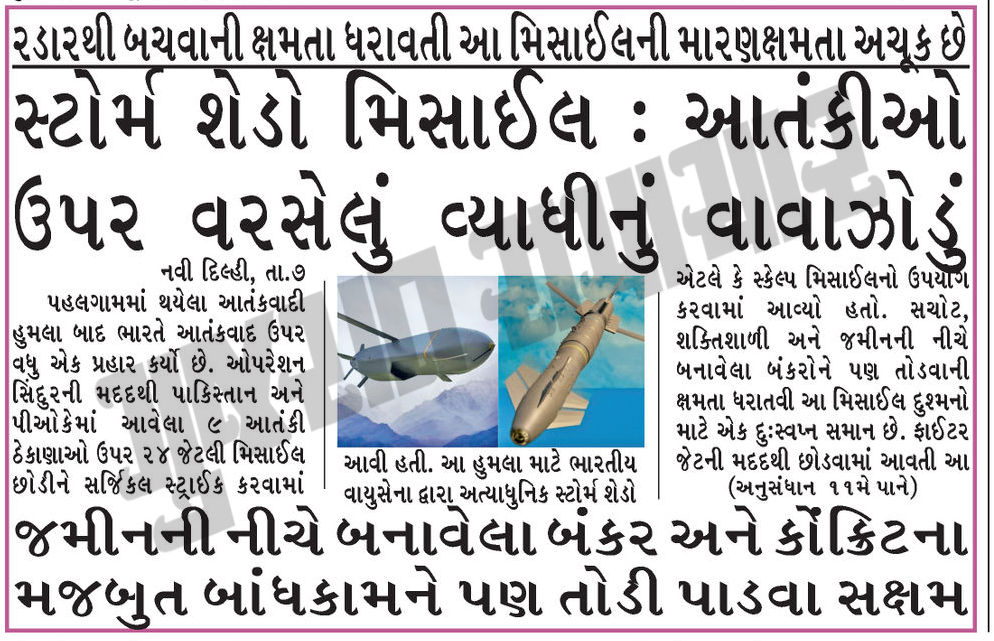 રડારથી બચવાની ક્ષમતા ધરાવતી આ મિસાઈલની મારણક્ષમતા અચૂક છે
સ્ટોર્મ શેડો મિસાઈલ : આતંકીઓ
ઉપર વરસેલું વ્યાધીનું વાવાઝોડું
નવી દિલ્હી, તા.૭
પહલગામમાં થયેલા આતંકવાદી
હુમલા બાદ ભારતે આતંકવાદ ઉપર
વધુ એક પ્રહાર કર્યો છે. ઓપરેશન
સિંદુરની મદદથી પાકિસ્તાન અને
પીઓકેમાં આવેલા ૯ આતંકી
ઠેકાણાઓ ઉપર ૨૪ જેટલી મિસાઈલ
છોડીને સર્જિકલ સ્ટ્રાઈક કરવામાં
આવી હતી. આ હુમલા માટે ભારતીય
વાયુસેના દ્વારા અત્યાધુનિક સ્ટોર્મ શેડો
એટલે કે સ્કેલ્પ મિસાઈલનો ઉપયોગ
કરવામાં આવ્યો હતો. સચોટ,
શક્તિશાળી અને જમીનની નીચે
બનાવેલા બંકરોને પણ તોડવાની
ક્ષમતા ધરાતવી આ મિસાઈલ દુશ્મનો
માટે એક દુઃસ્વપ્ન સમાન છે. ફાઈટર
જેટની મદદથી છોડવામાં આવતી આ
(અનુસંધાન ૧૧મે પાને)
જમીનની નીચે બનાવેલા બંકર અને કોંક્રિટના
મજબુત બાંધકામને પણ તોડી પાડવા સક્ષમ